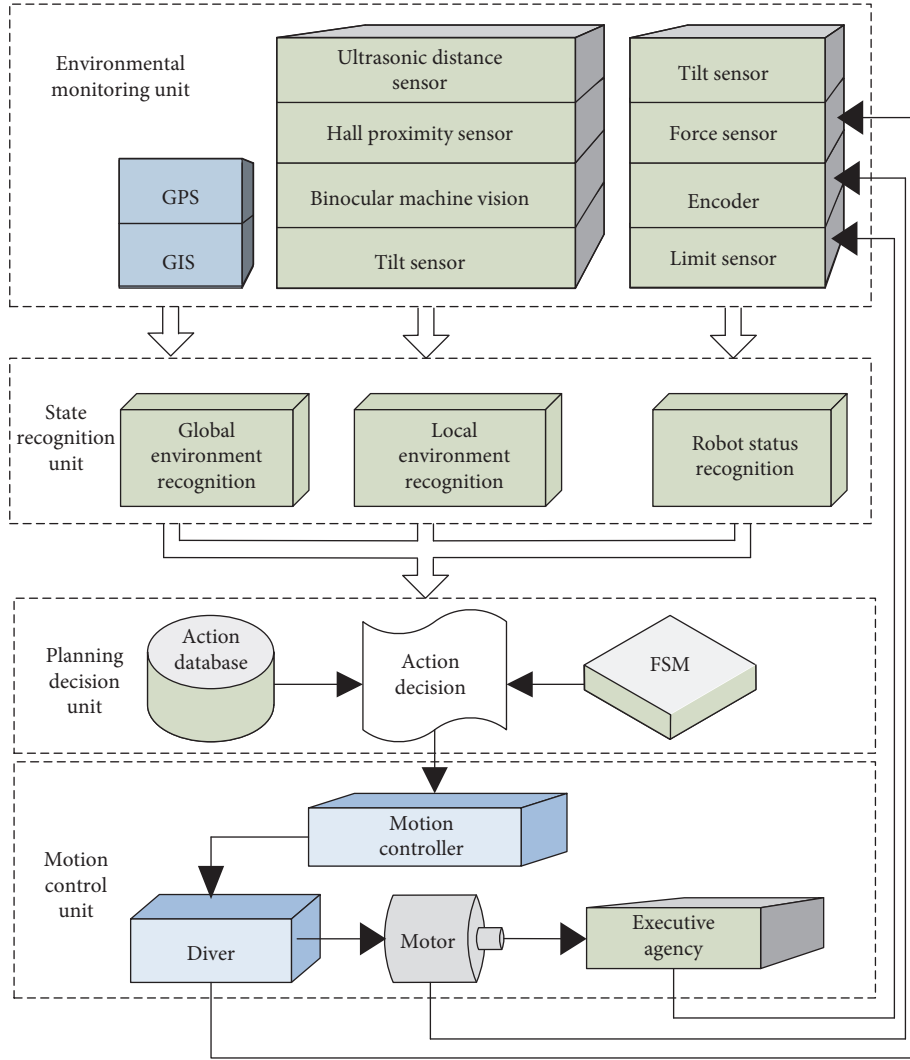 Environmental
monitoring unit
GPS
GIS
Ultrasonic distance
sensor
Hall proximity sensor
Binocular machine vision
Tilt sensor
Tilt sensor
Force sensor
Encoder
Limit sensor
State
recognition
unit
Global
environment
recognition
Local
environment
recognition
Robot status
recognition
Planning
decision
unit
Action
database
Action
decision
FSM
Motion
control
unit
Motion
controller
Diver
Motor
Executive
agency